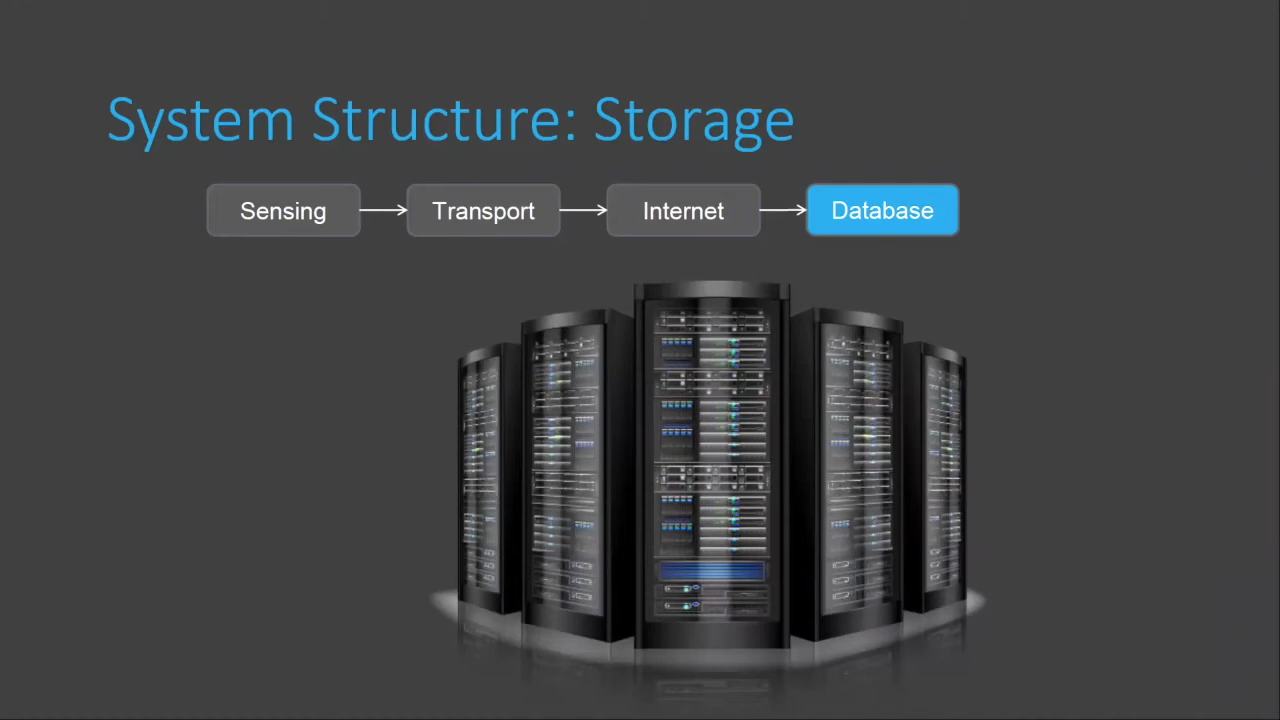 System Structure: Storage
Sensing
Transport
Internet
Database